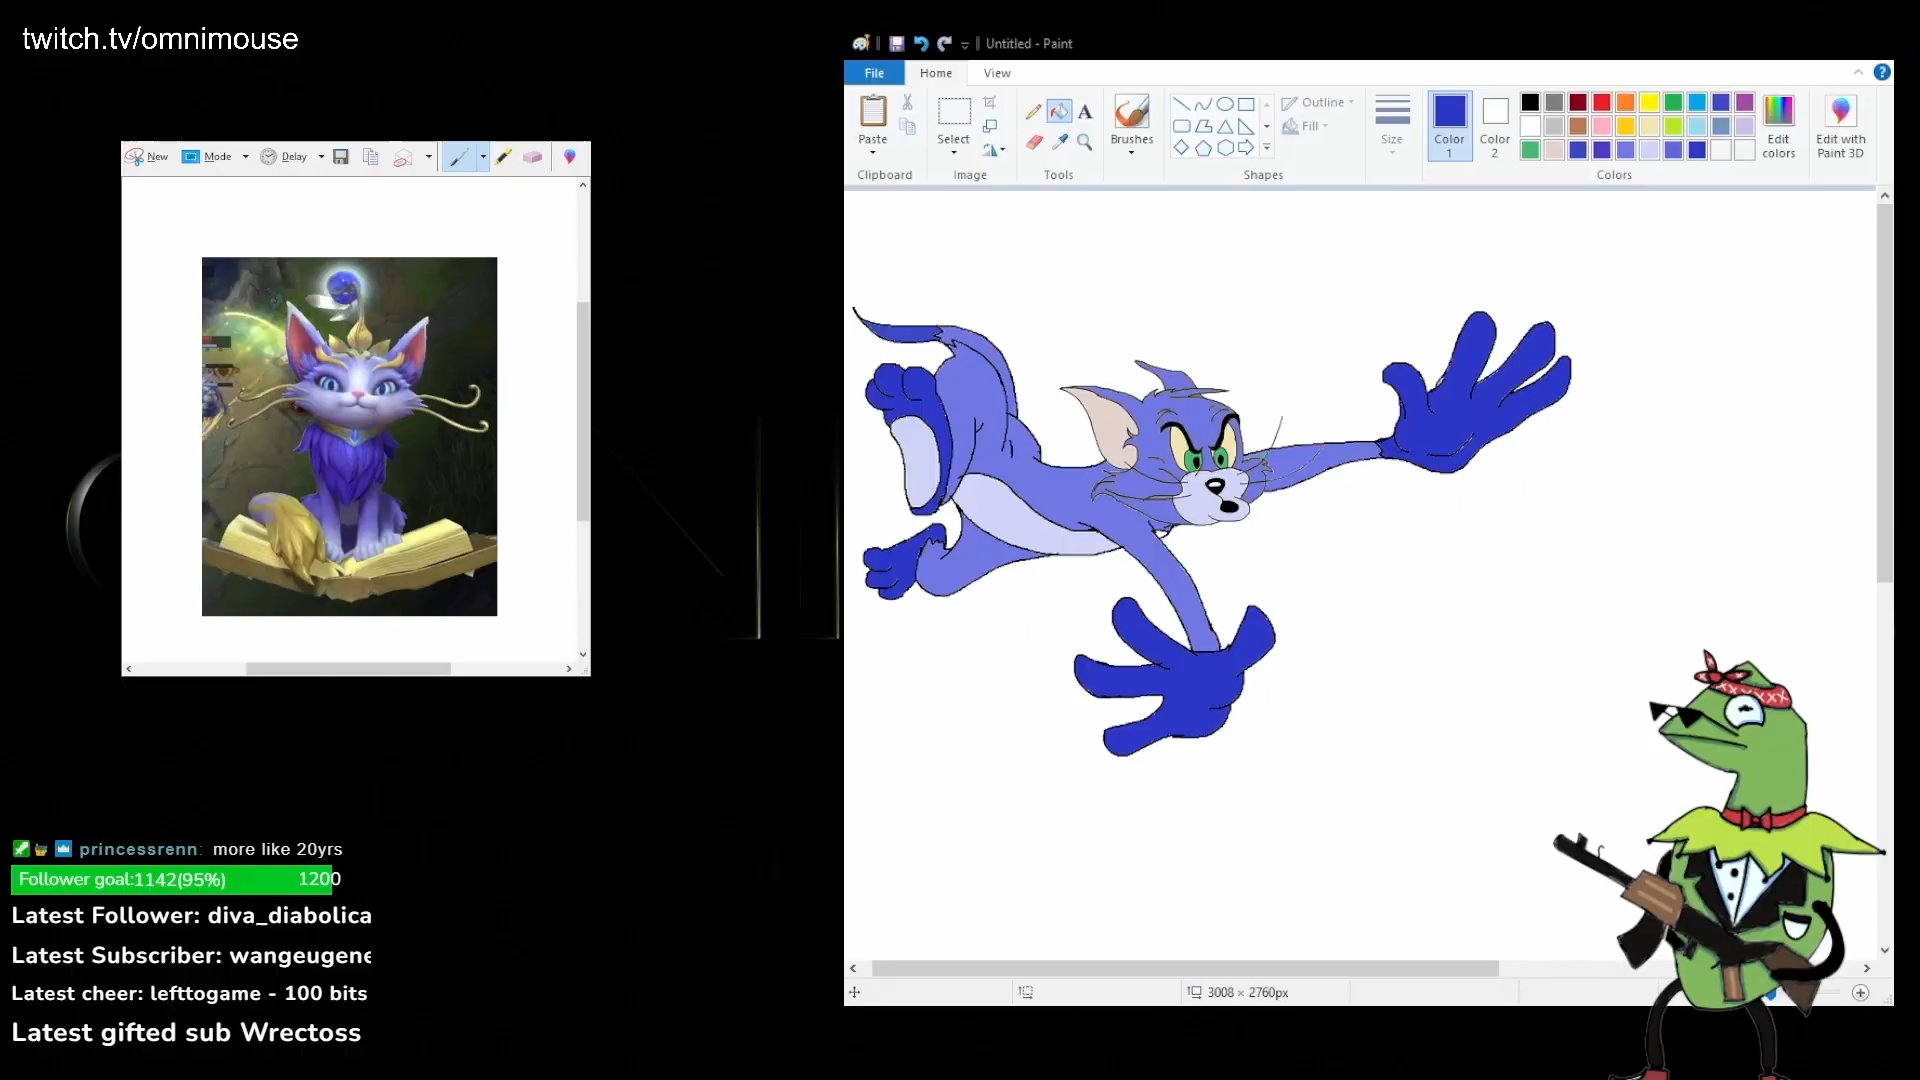 twitch.tv/omnimouse
Untitled - Paint
File Home View
New Mode Delay
Paste
Select
Brushes
Outline
Fill
Size
Color 1
Color 2
Edit colors
Edit with Paint 3D
Clipboard Image Tools Shapes Colors
A
princessrenn: more like 20yrs
Follower goal:1142(95%) 1200
Latest Follower: diva_diabolica
Latest Subscriber: wangeugene
Latest cheer: lefttogame - 100 bits
Latest gifted sub Wrectoss
3008 × 2760px